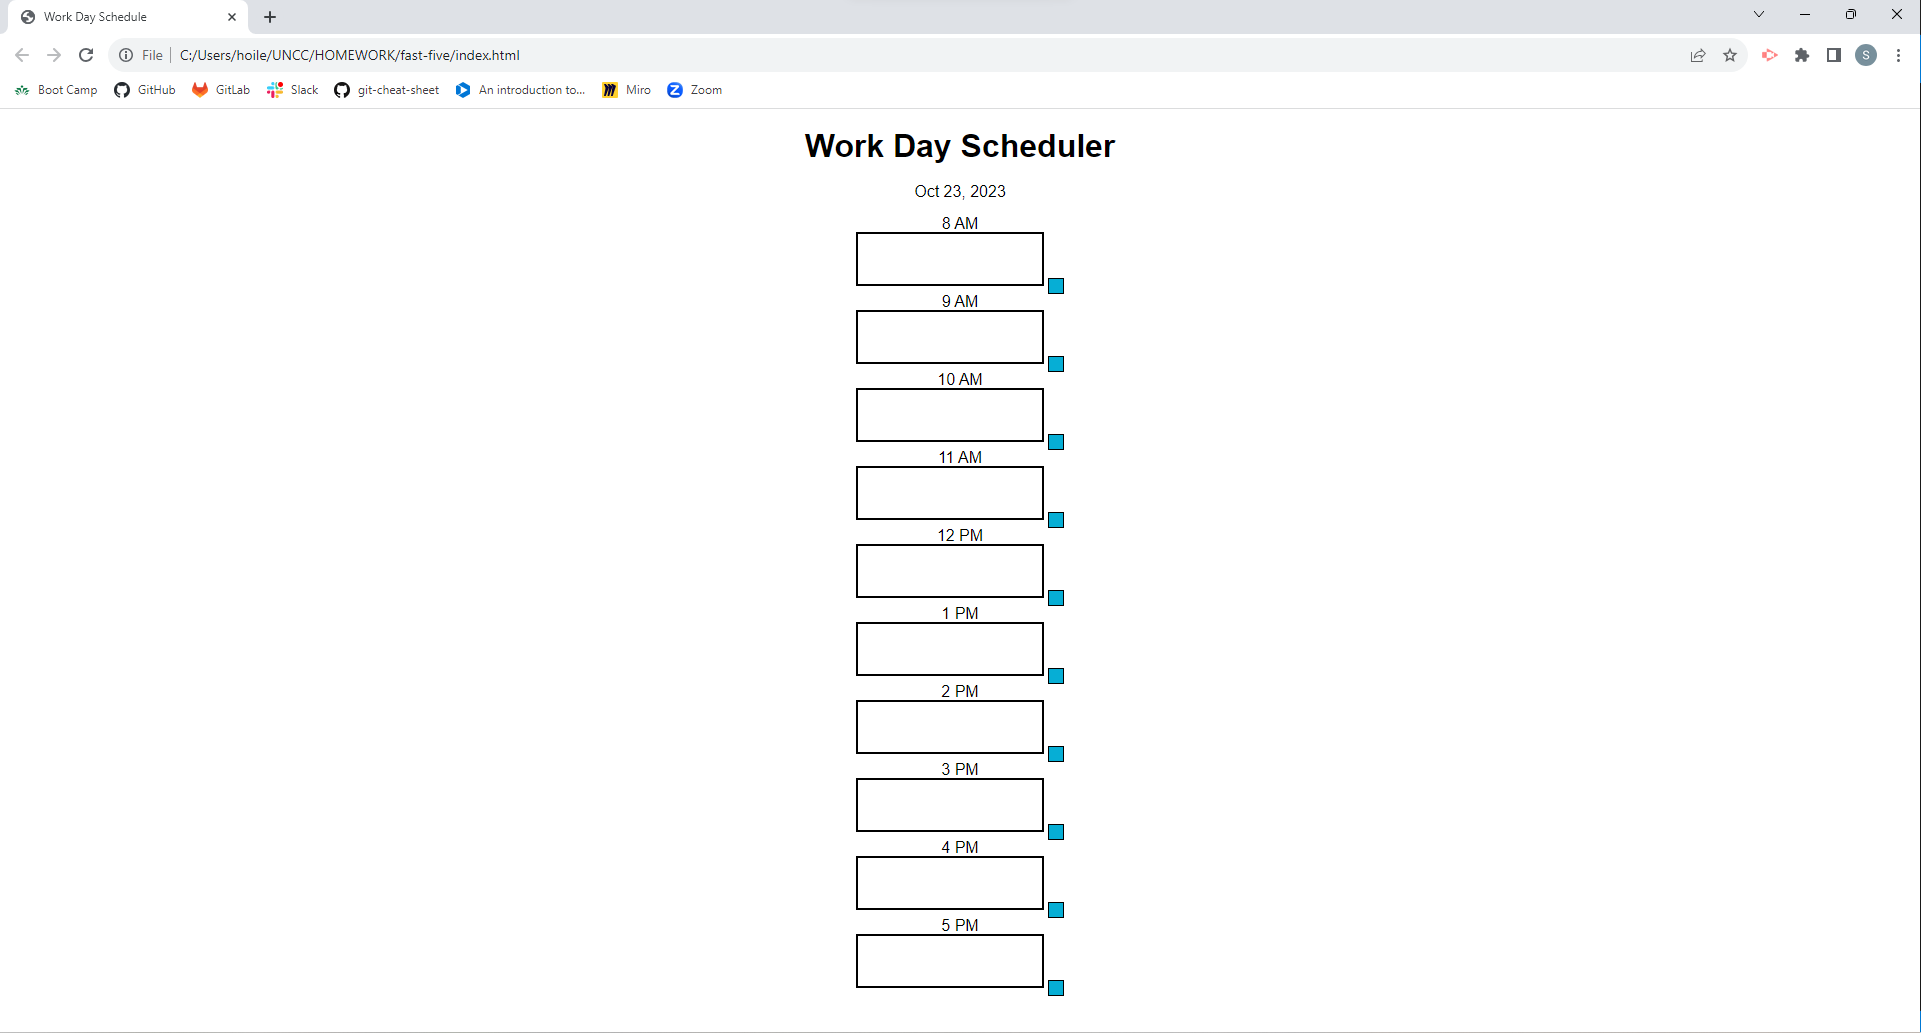 Work Day Schedule
File C:/Users/hoile/UNCC/HOMEWORK/fast-five/index.html S
Boot Camp GitHub GitLab Slack git-cheat-sheet An introduction to... Miro Zoom
Work Day Scheduler
Oct 23, 2023
8 AM
9 AM
10 AM
11 AM
12 PM
1 PM
2 PM
3 PM
4 PM
5 PM